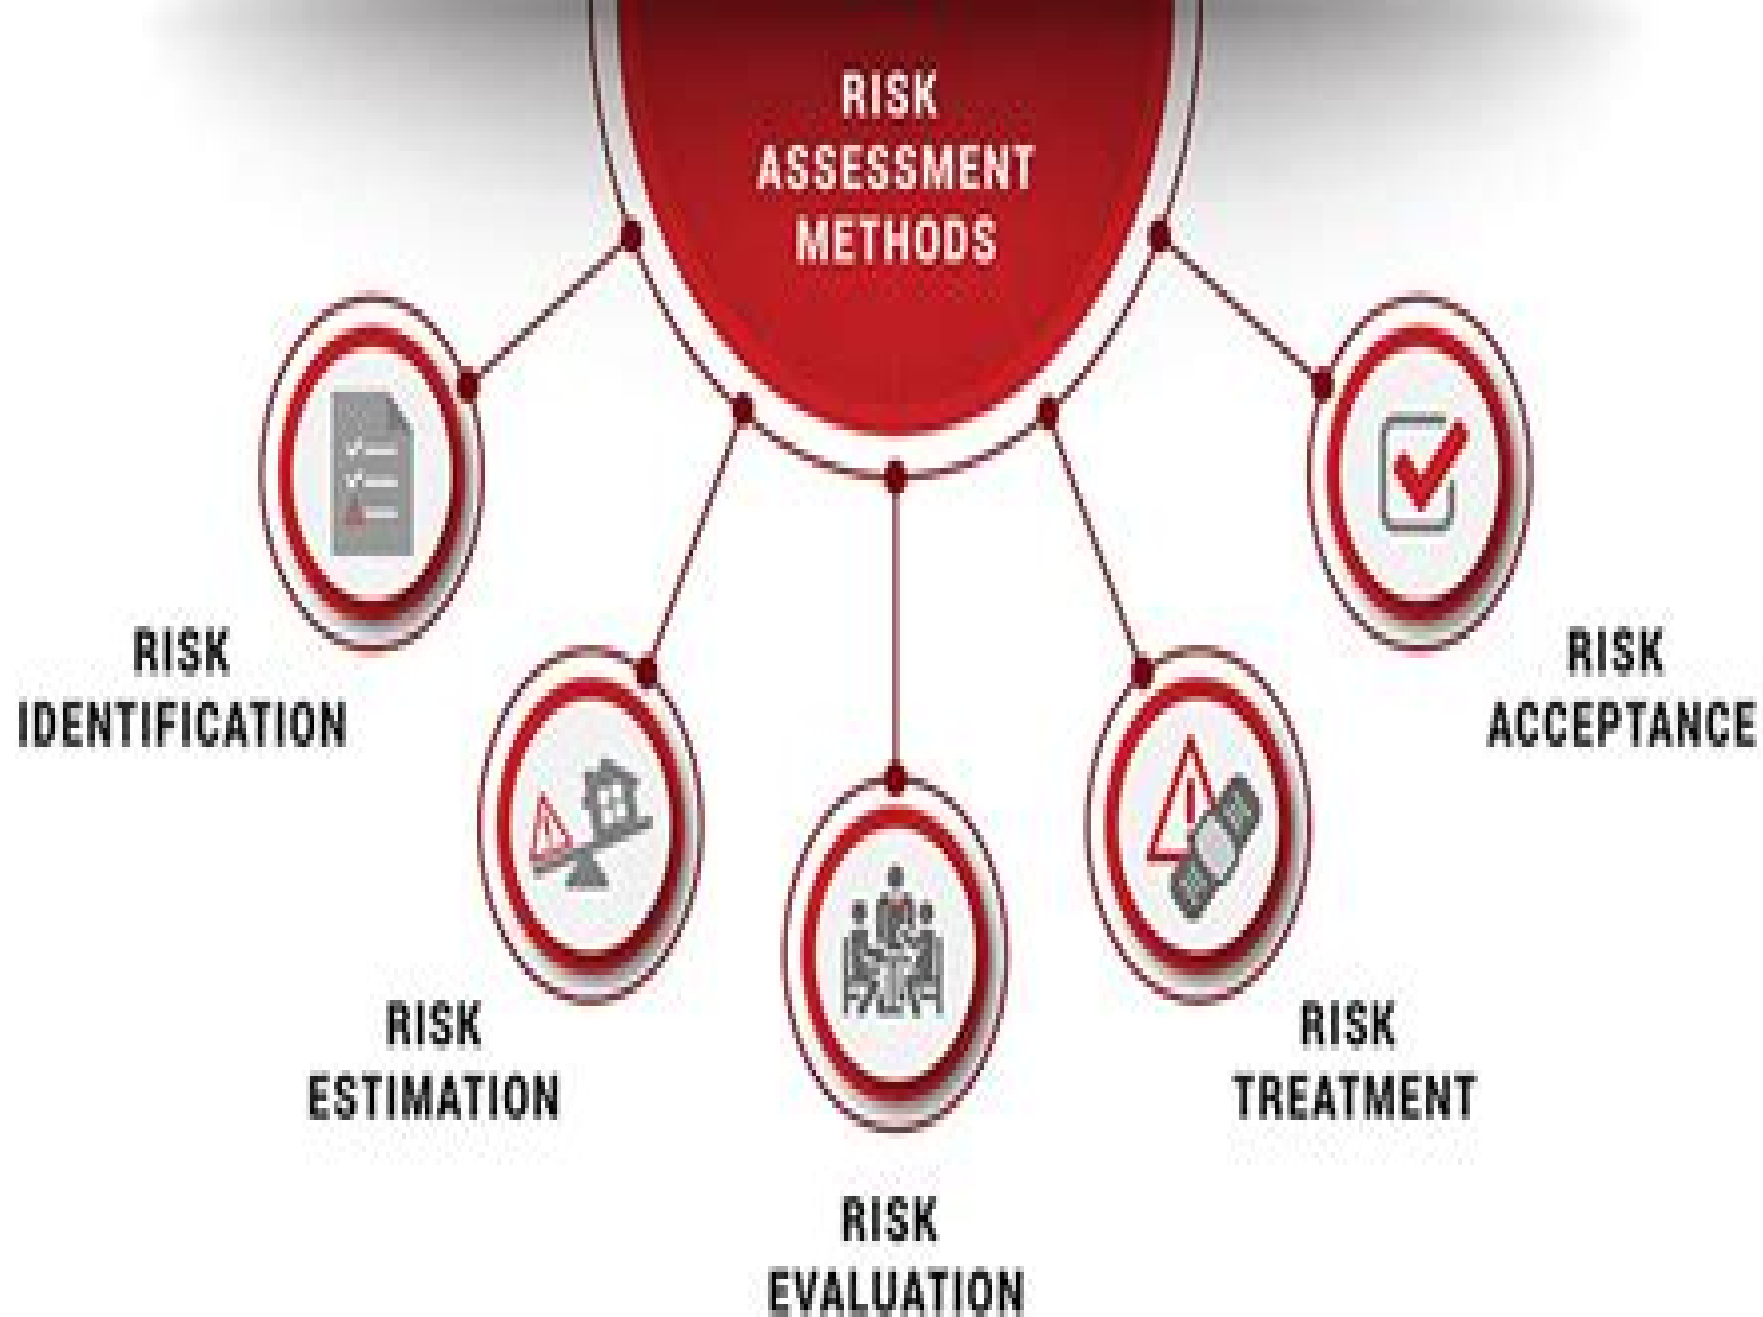 RISK
ASSESSMENT
METHODS
RISK
IDENTIFICATION
RISK
ESTIMATION
RISK
EVALUATION
RISK
TREATMENT
RISK
ACCEPTANCE